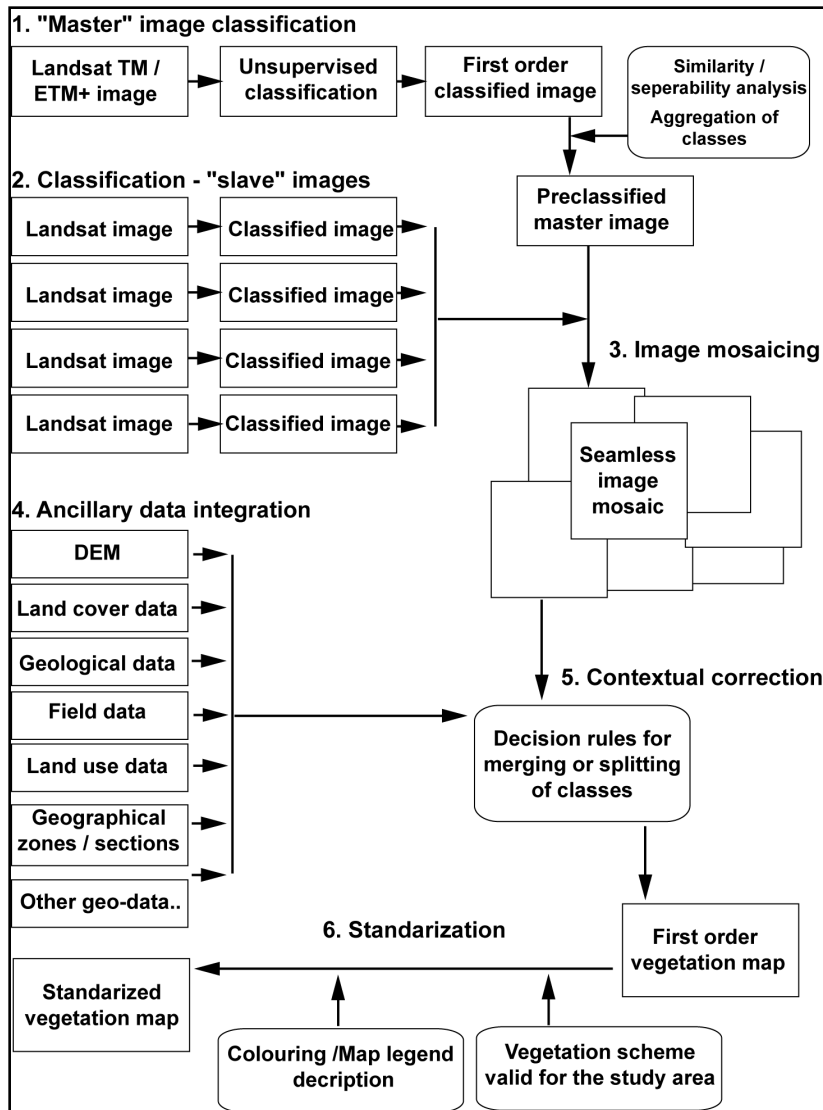 1. "Master" image classification
Landsat TM /
ETM+ image
Unsupervised
classification
First order
classified image
Similarity /
seperability analysis
Aggregation of
classes
Preclassified
master image
2. Classification - "slave" images
Landsat image
Classified image
Landsat image
Classified image
Landsat image
Classified image
Landsat image
Classified image
3. Image mosaicing
Seamless
image
mosaic
4. Ancillary data integration
DEM
Land cover data
Geological data
Field data
Land use data
Geographical
zones / sections
Other geo-data..
5. Contextual correction
Decision rules for
merging or splitting
of classes
First order
vegetation map
6. Standarization
Standarized
vegetation map
Colouring /Map legend
decription
Vegetation scheme
valid for the study area